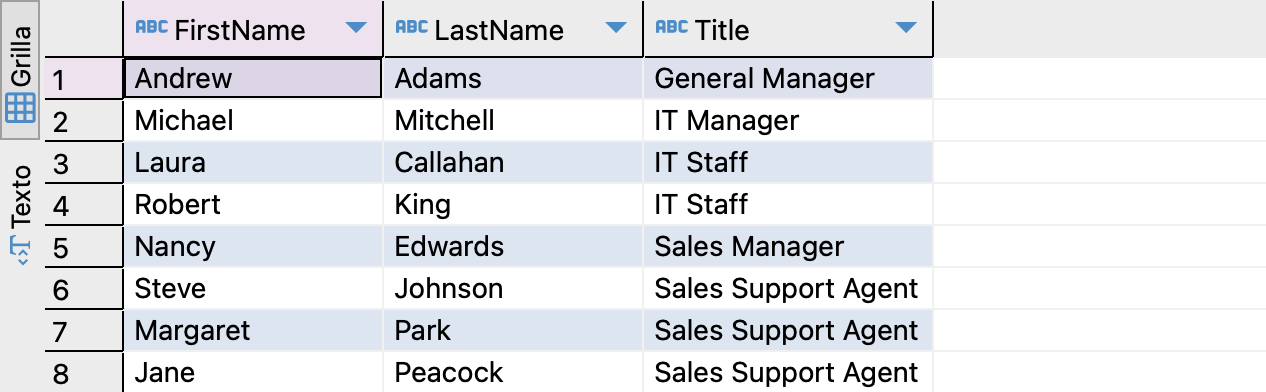 Grilla
Texto
ABC FirstName ABC LastName ABC Title
1 Andrew Adams General Manager
2 Michael Mitchell IT Manager
3 Laura Callahan IT Staff
4 Robert King IT Staff
5 Nancy Edwards Sales Manager
6 Steve Johnson Sales Support Agent
7 Margaret Park Sales Support Agent
8 Jane Peacock Sales Support Agent